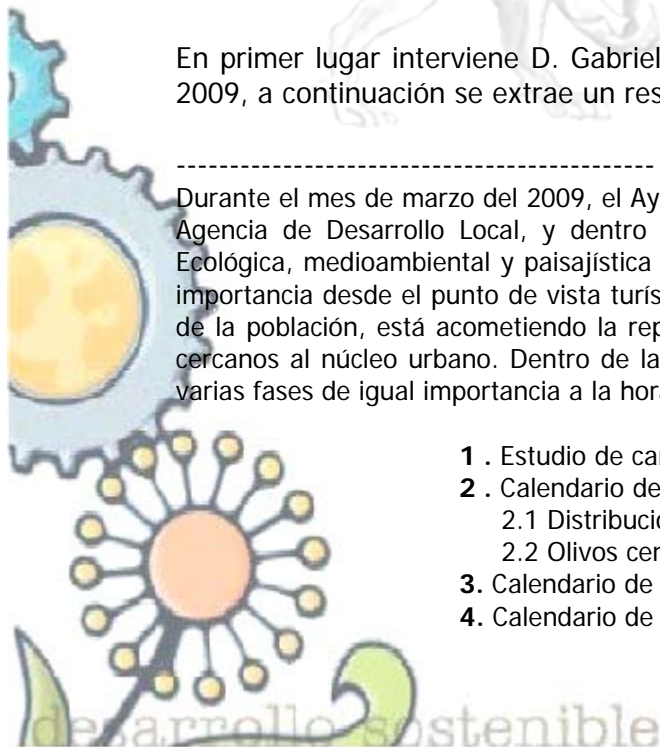 En primer lugar interviene D. Gabriel
2009, a continuación se extrae un res
---------------------------------------------
Durante el mes de marzo del 2009, el Ay
Agencia de Desarrollo Local, y dentro
Ecológica, medioambiental y paisajística
importancia desde el punto de vista turís
de la población, está acometiendo la rep
cercanos al núcleo urbano. Dentro de la
varias fases de igual importancia a la hora
1 . Estudio de car
2 . Calendario de
2.1 Distribució
2.2 Olivos cer
3. Calendario de
4. Calendario de
desarrollo sostenible